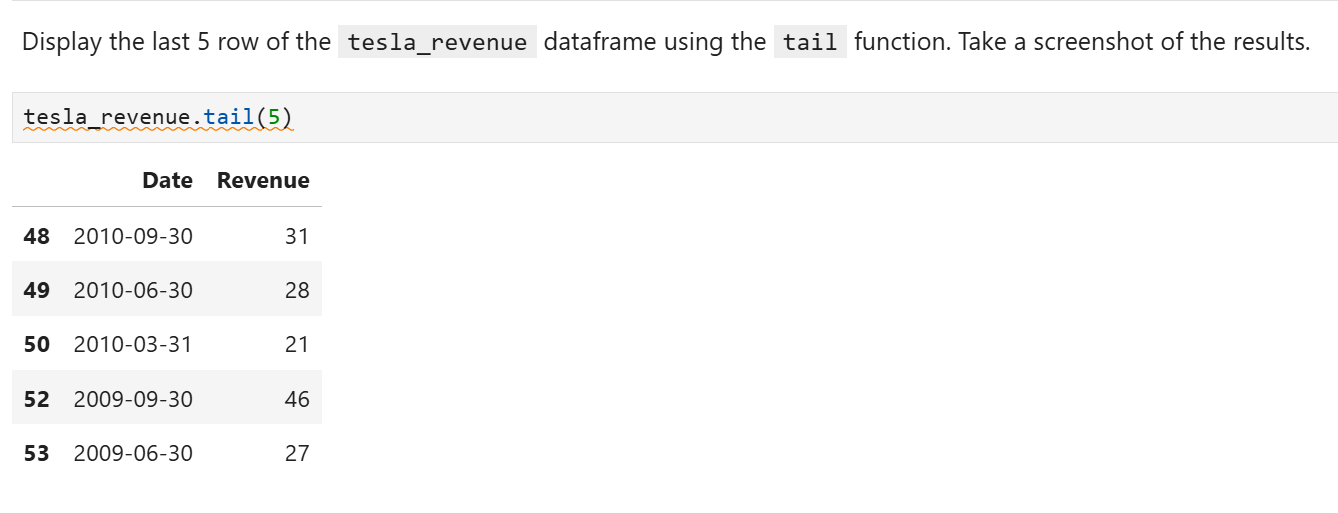 Display the last 5 row of the tesla_revenue dataframe using the tail function. Take a screenshot of the results.
tesla_revenue.tail(5)
Date Revenue
48 2010-09-30 31
49 2010-06-30 28
50 2010-03-31 21
52 2009-09-30 46
53 2009-06-30 27